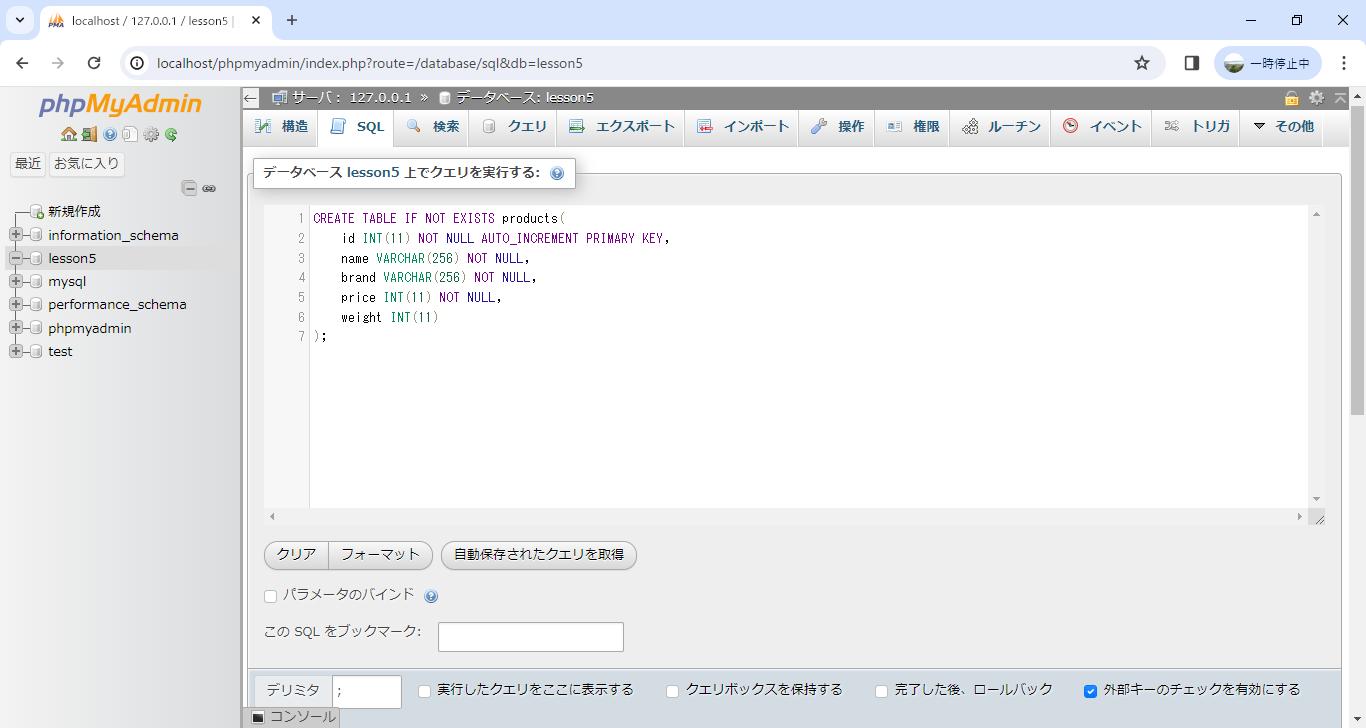 localhost / 127.0.0.1 / lesson5 |
localhost/phpmyadmin/index.php?route=/database/sql&db=lesson5
一時停止中
phpMyAdmin
最近 お気に入り
新規作成
information_schema
lesson5
mysql
performance_schema
phpmyadmin
test
サーバ: 127.0.0.1 » データベース: lesson5
構造 SQL 検索 クエリ エクスポート インポート 操作 権限 ルーチン イベント トリガ その他
データベース lesson5 上でクエリを実行する:
1 CREATE TABLE IF NOT EXISTS products(
2 id INT(11) NOT NULL AUTO_INCREMENT PRIMARY KEY,
3 name VARCHAR(256) NOT NULL,
4 brand VARCHAR(256) NOT NULL,
5 price INT(11) NOT NULL,
6 weight INT(11)
7 );
クリア フォーマット 自動保存されたクエリを取得
パラメータのバインド
この SQL をブックマーク:
デリミタ ; 実行したクエリをここに表示する クエリボックスを保持する 完了した後、ロールバック 外部キーのチェックを有効にする
コンソール